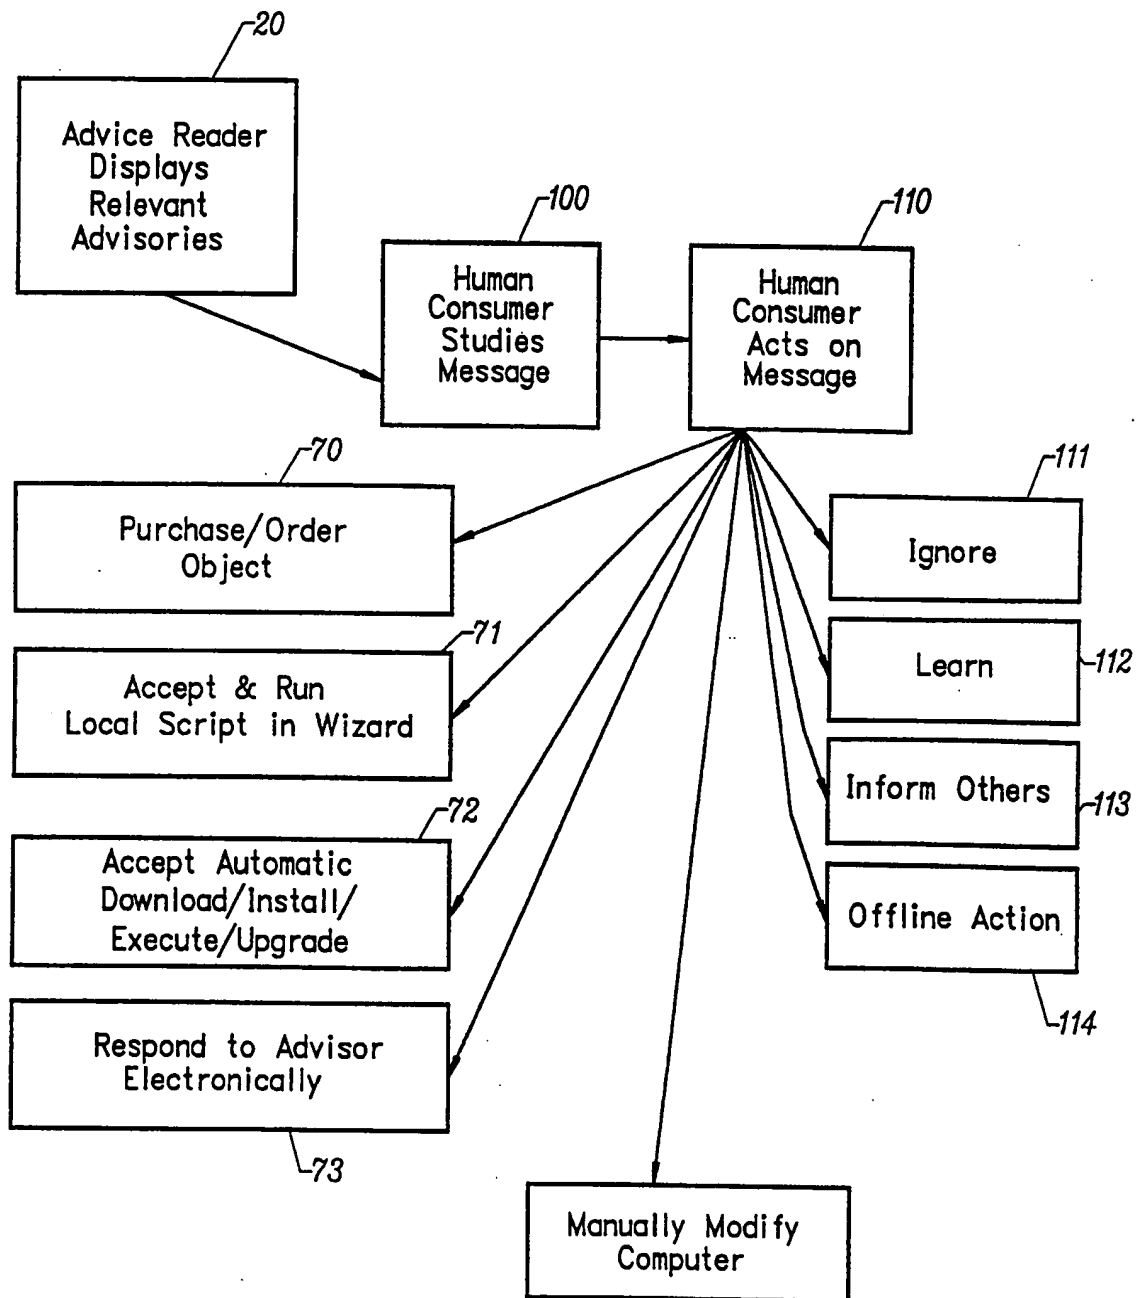 20
Advice Reader
Displays
Relevant
Advisories
100
Human
Consumer
Studies
Message
110
Human
Consumer
Acts on
Message
70
Purchase/Order
Object
71
Accept & Run
Local Script in Wizard
72
Accept Automatic
Download/Install/
Execute/Upgrade
Respond to Advisor
Electronically
73
111
Ignore
Learn
112
Inform Others
113
Offline Action
114
Manually Modify
Computer